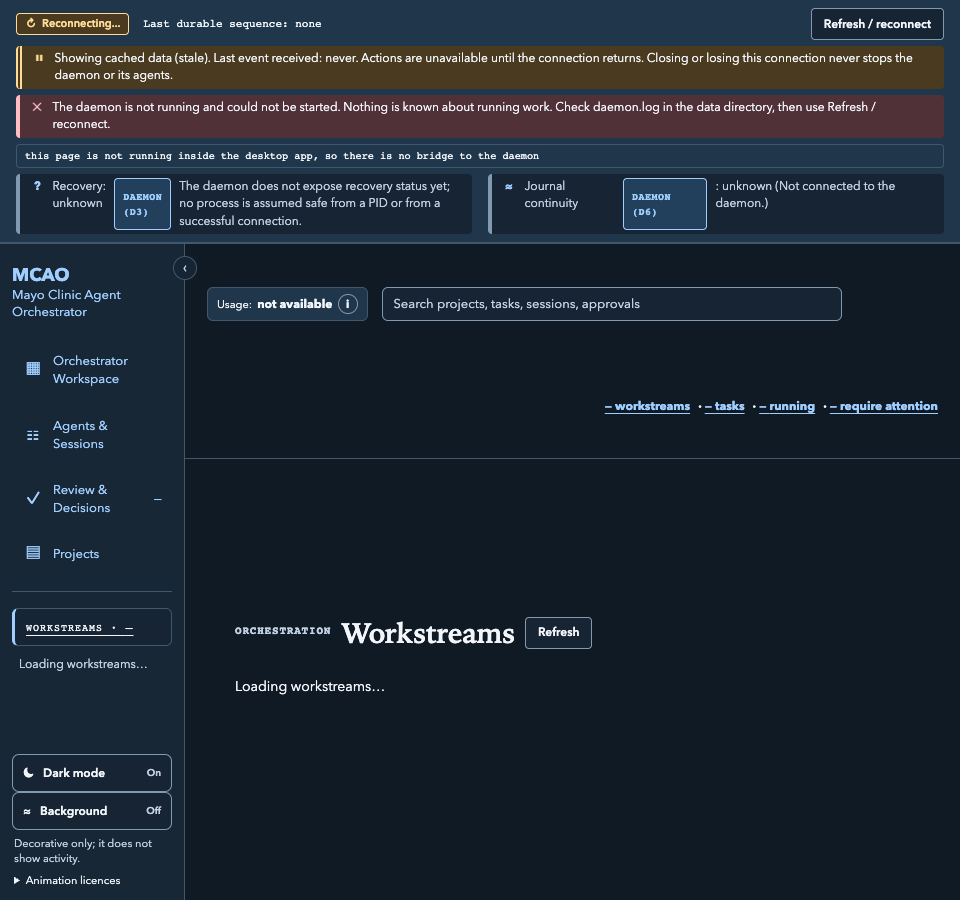 Reconnecting...
Last durable sequence: none
Refresh / reconnect
Showing cached data (stale). Last event received: never. Actions are unavailable until the connection returns. Closing or losing this connection never stops the
daemon or its agents.
The daemon is not running and could not be started. Nothing is known about running work. Check daemon.log in the data directory, then use Refresh /
reconnect.
this page is not running inside the desktop app, so there is no bridge to the daemon
? Recovery:
unknown
DAEMON
(D3)
The daemon does not expose recovery status yet;
no process is assumed safe from a PID or from a
successful connection.
≈ Journal
continuity
DAEMON
(D6)
: unknown (Not connected to the
daemon.)
MCAO
Mayo Clinic Agent
Orchestrator
‹
Usage: not available i
Search projects, tasks, sessions, approvals
Orchestrator
Workspace
– workstreams · – tasks · – running · – require attention
Agents &
Sessions
Review &
Decisions –
Projects
WORKSTREAMS · –
Loading workstreams…
ORCHESTRATION Workstreams Refresh
Loading workstreams…
Dark mode On
≈ Background Off
Decorative only; it does not
show activity.
Animation licences